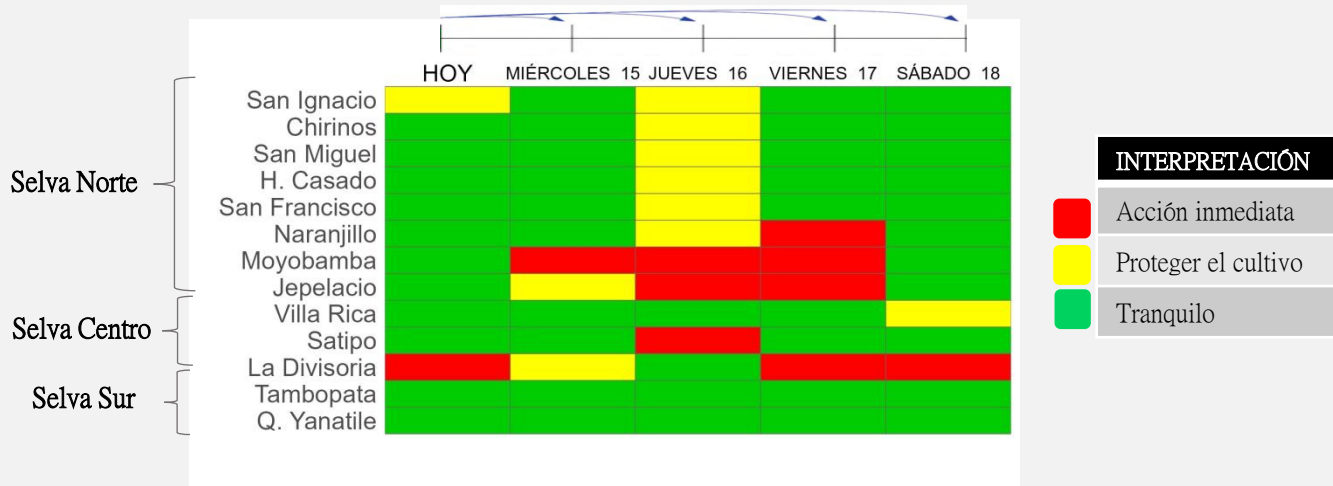 HOY MIÉRCOLES 15 JUEVES 16 VIERNES 17 SÁBADO 18
San Ignacio
Chirinos
San Miguel
H. Casado
San Francisco
Naranjillo
Moyobamba
Jepelacio
Villa Rica
Satipo
La Divisoria
Tambopata
Q. Yanatile
Selva Norte
Selva Centro
Selva Sur
INTERPRETACIÓN
Acción inmediata
Proteger el cultivo
Tranquilo